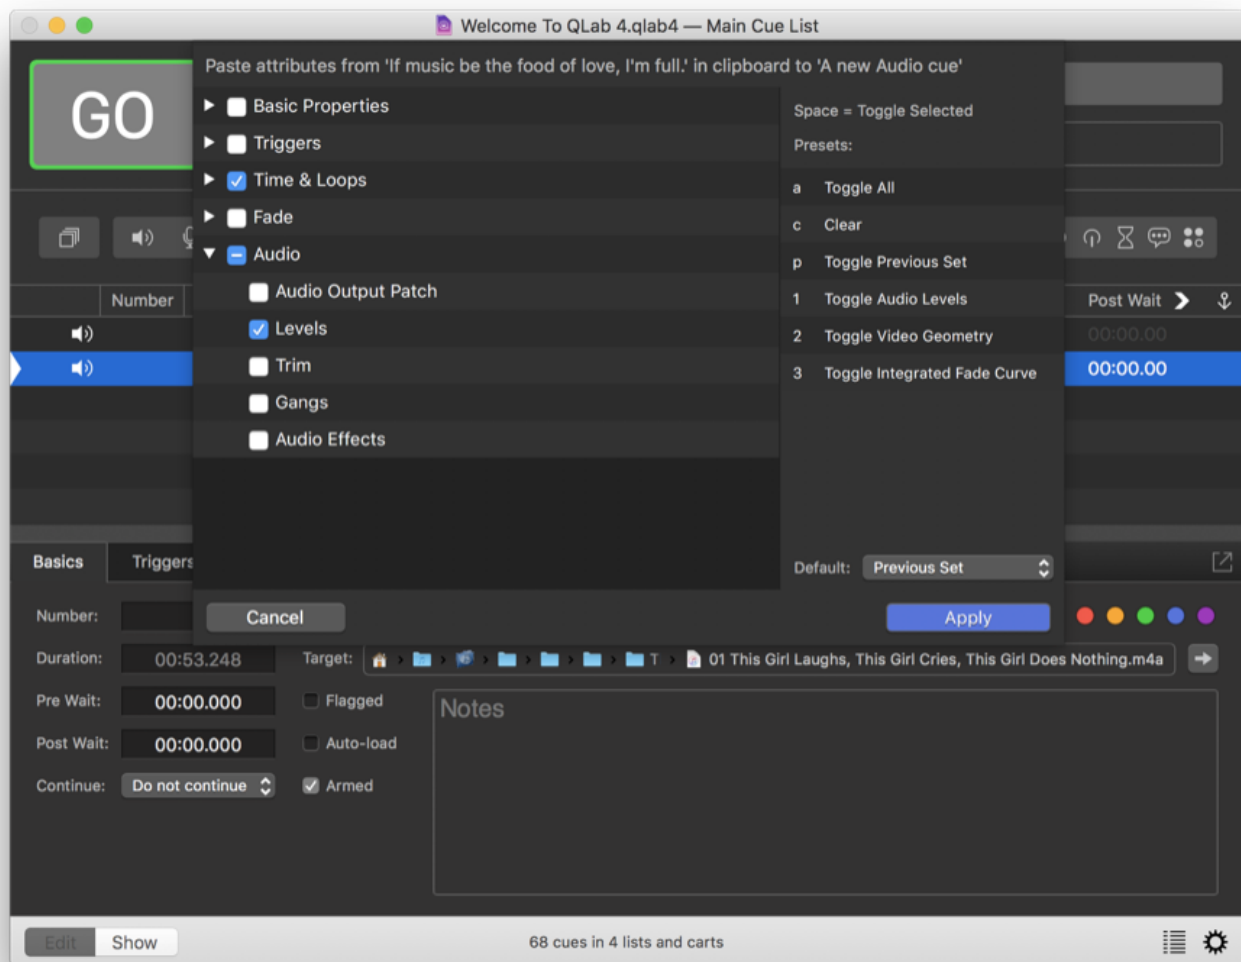 Welcome To QLab 4.qlab4 — Main Cue List
Paste attributes from 'If music be the food of love, I'm full.' in clipboard to 'A new Audio cue'
GO
Basic Properties
Triggers
Time & Loops
Fade
Audio
Audio Output Patch
Levels
Trim
Gangs
Audio Effects
Space = Toggle Selected
Presets:
a Toggle All
c Clear
p Toggle Previous Set
1 Toggle Audio Levels
2 Toggle Video Geometry
3 Toggle Integrated Fade Curve
Default: Previous Set
Cancel
Apply
Number
Post Wait
00:00.00
00:00.00
Basics
Triggers
Number:
Duration: 00:53.248
Target: T 01 This Girl Laughs, This Girl Cries, This Girl Does Nothing.m4a
Pre Wait: 00:00.000
Flagged
Notes
Post Wait: 00:00.000
Auto-load
Continue: Do not continue
Armed
Edit
Show
68 cues in 4 lists and carts